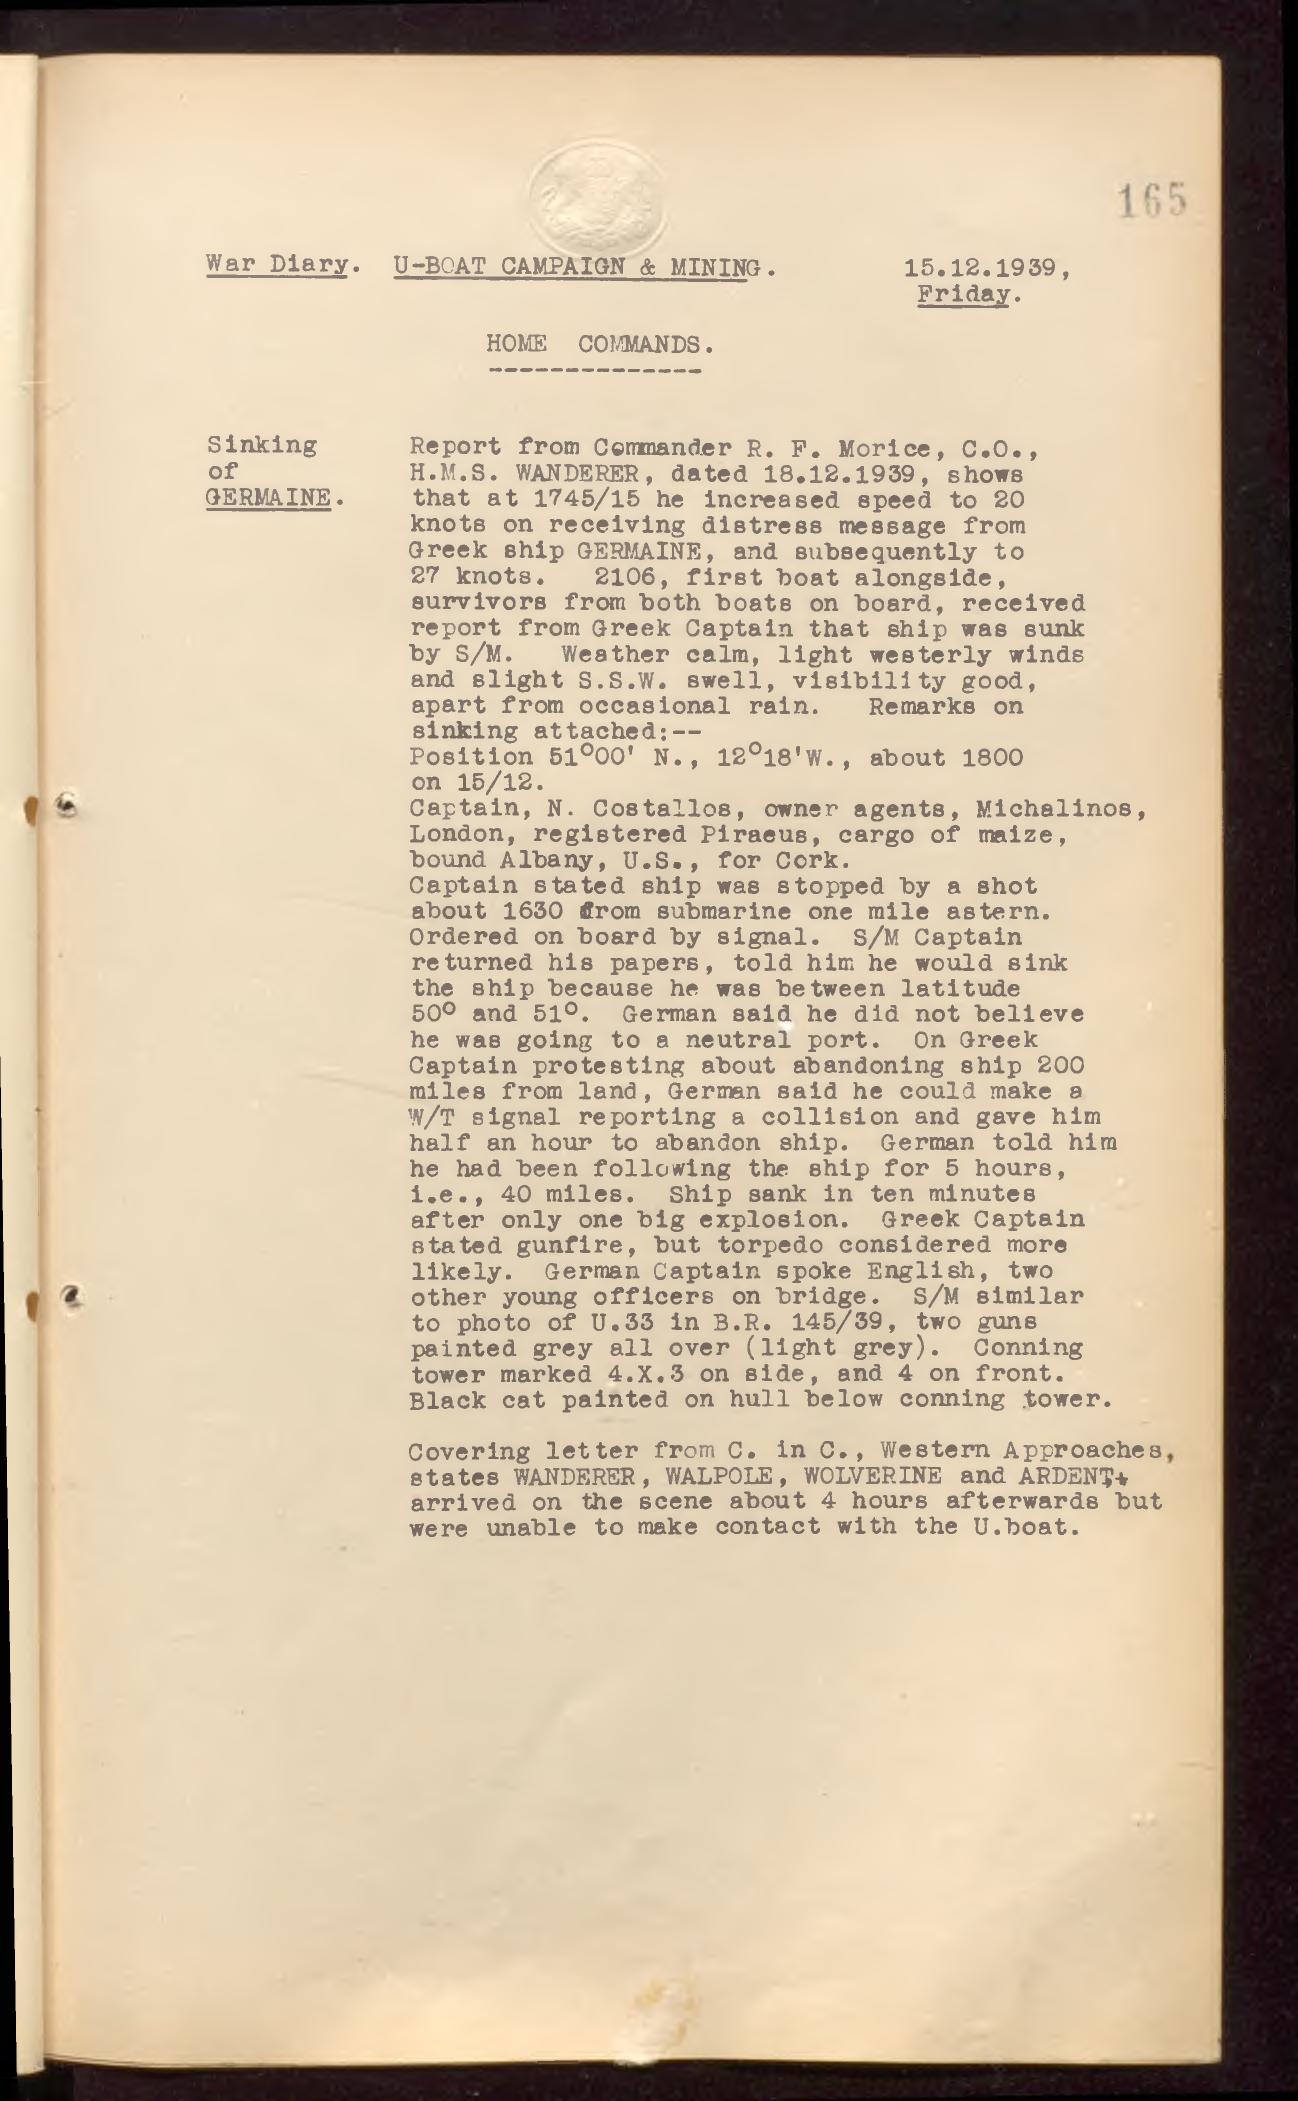 165
War Diary. U-BOAT CAMPAIGN & MINING. 15.12.1939,
Friday.
HOME COMMANDS.
--------------
Sinking
of
GERMAINE.
Report from Commander R. F. Morice, C.O.,
H.M.S. WANDERER, dated 18.12.1939, shows
that at 1745/15 he increased speed to 20
knots on receiving distress message from
Greek ship GERMAINE, and subsequently to
27 knots. 2106, first boat alongside,
survivors from both boats on board, received
report from Greek Captain that ship was sunk
by S/M. Weather calm, light westerly winds
and slight S.S.W. swell, visibility good,
apart from occasional rain. Remarks on
sinking attached:--
Position 51°00' N., 12°18'W., about 1800
on 15/12.
Captain, N. Costallos, owner agents, Michalinos,
London, registered Piraeus, cargo of maize,
bound Albany, U.S., for Cork.
Captain stated ship was stopped by a shot
about 1630 from submarine one mile astern.
Ordered on board by signal. S/M Captain
returned his papers, told him he would sink
the ship because he was between latitude
50° and 51°. German said he did not believe
he was going to a neutral port. On Greek
Captain protesting about abandoning ship 200
miles from land, German said he could make a
W/T signal reporting a collision and gave him
half an hour to abandon ship. German told him
he had been following the ship for 5 hours,
i.e., 40 miles. Ship sank in ten minutes
after only one big explosion. Greek Captain
stated gunfire, but torpedo considered more
likely. German Captain spoke English, two
other young officers on bridge. S/M similar
to photo of U.33 in B.R. 145/39, two guns
painted grey all over (light grey). Conning
tower marked 4.X.3 on side, and 4 on front.
Black cat painted on hull below conning tower.
Covering letter from C. in C., Western Approaches,
states WANDERER, WALPOLE, WOLVERINE and ARDENT,
arrived on the scene about 4 hours afterwards but
were unable to make contact with the U.boat.